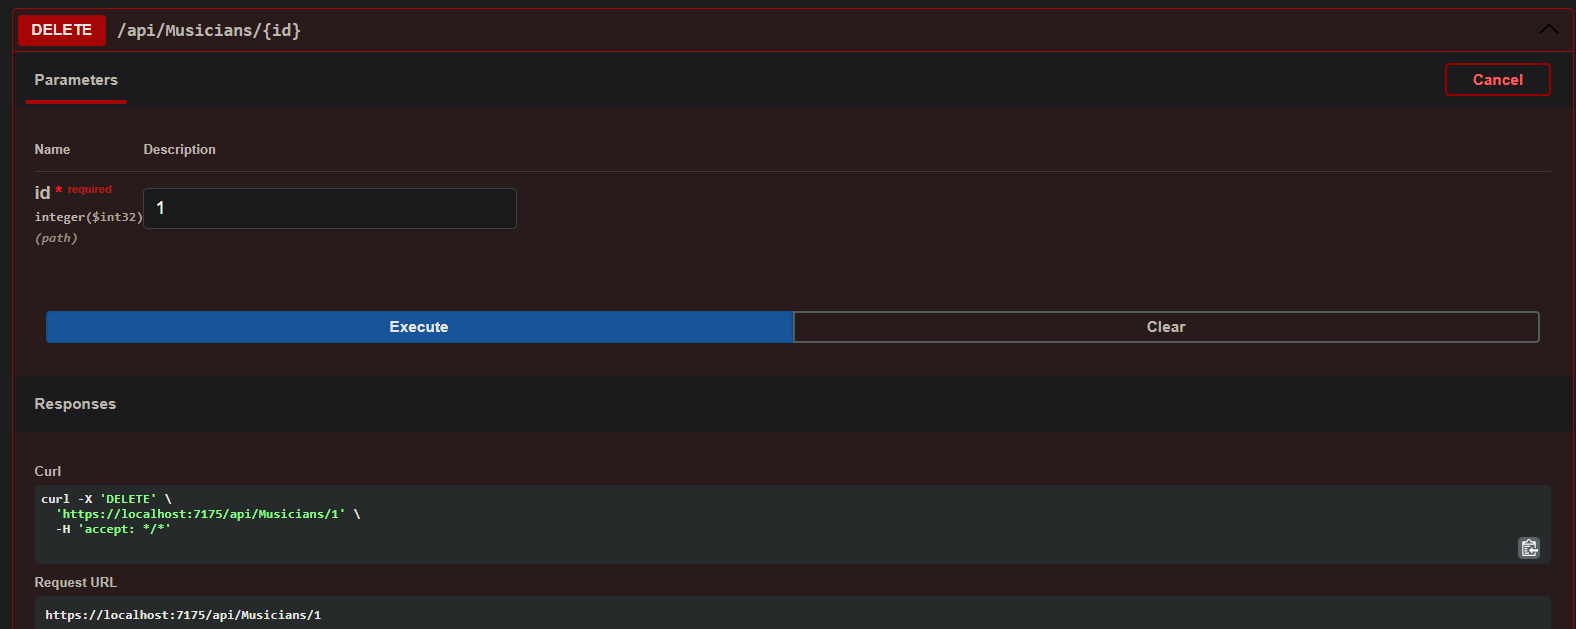 DELETE /api/Musicians/{id}
Parameters
Cancel
Name Description
id * required
integer($int32)
(path)
1
Execute Clear
Responses
Curl
curl -X 'DELETE' \
'https://localhost:7175/api/Musicians/1' \
-H 'accept: */*'
Request URL
https://localhost:7175/api/Musicians/1